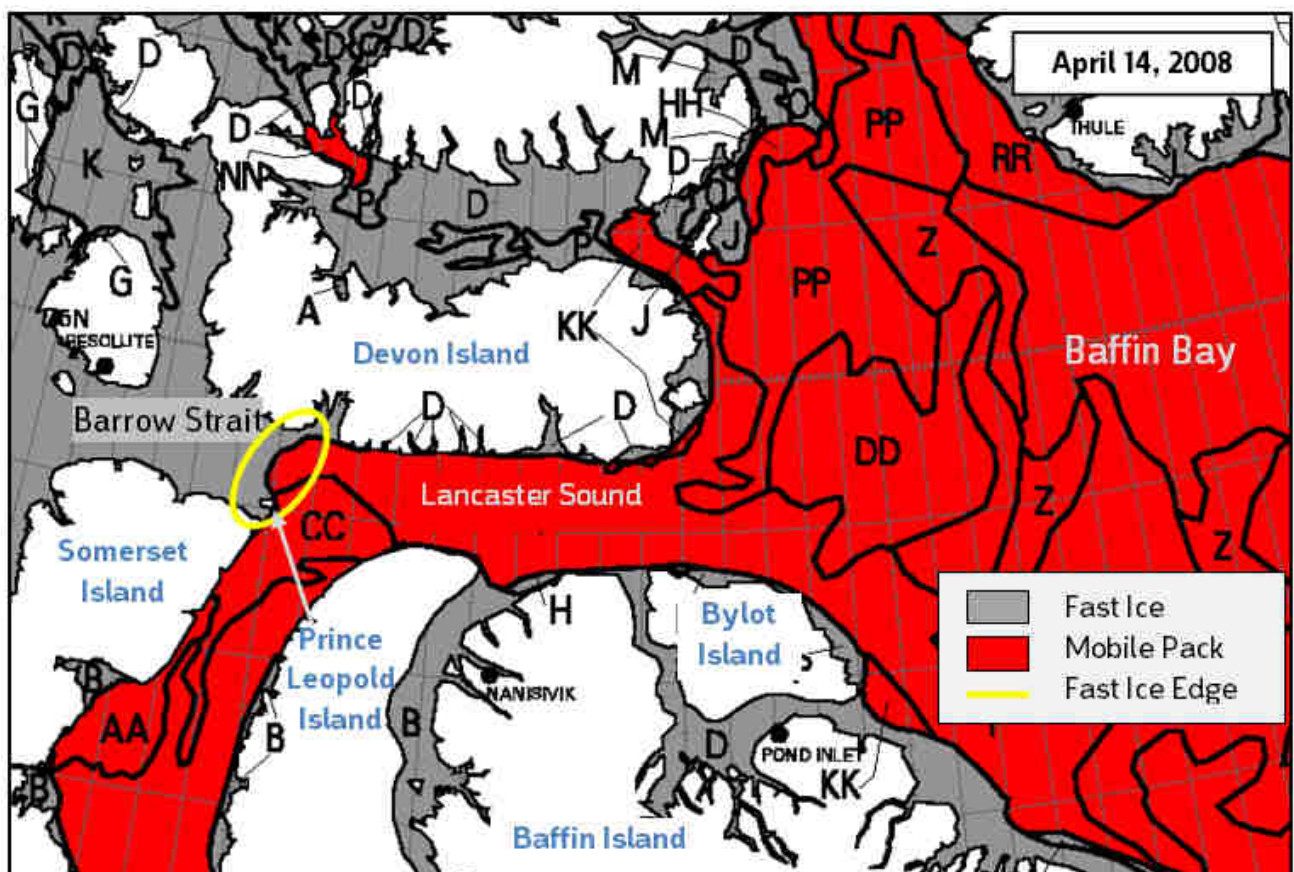 K
D
J
D
D
D
D
M
April 14, 2008
G
D
HH
O
PP
THULE
D
M
RR
K
NN
D
P
D
J
Z
G
P
PP
A
KK
J
RESOLUTE
Devon Island
Baffin Bay
Barrow Strait
D
D
DD
Lancaster Sound
CC
Z
Z
Somerset
Island
H
Bylot
Island
Fast Ice
Mobile Pack
Fast Ice Edge
Prince
Leopold
Island
B
NANISIVIK
AA
B
B
D
POND INLET
KK
B
Baffin Island